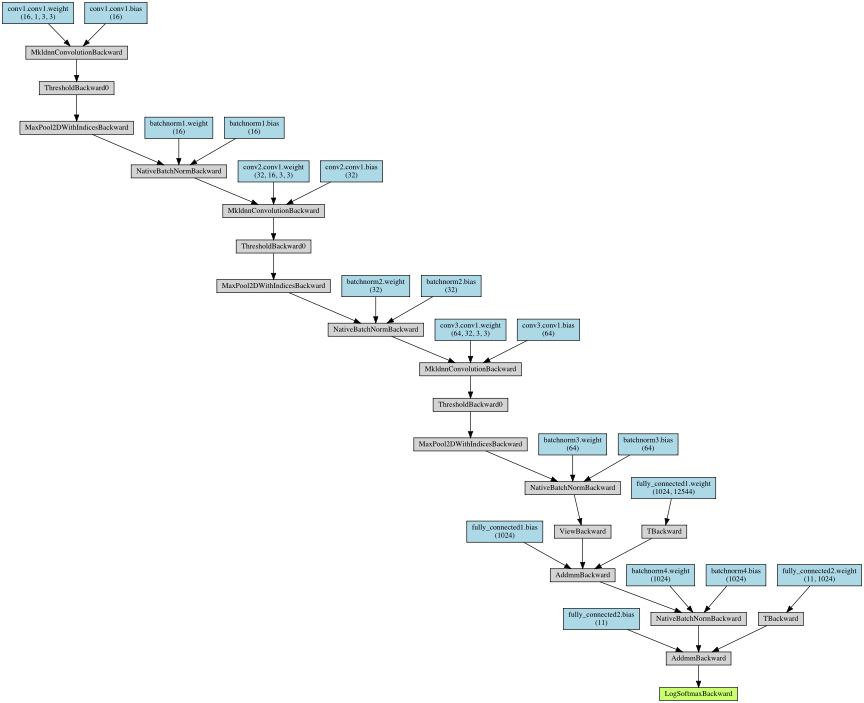 conv1.conv1.weight
(16, 1, 3, 3)
conv1.conv1.bias
(16)
MkldnnConvolutionBackward
ThresholdBackward0
MaxPool2DWithIndicesBackward
batchnorm1.weight
(16)
batchnorm1.bias
(16)
NativeBatchNormBackward
conv2.conv1.weight
(32, 16, 3, 3)
conv2.conv1.bias
(32)
MkldnnConvolutionBackward
ThresholdBackward0
MaxPool2DWithIndicesBackward
batchnorm2.weight
(32)
batchnorm2.bias
(32)
NativeBatchNormBackward
conv3.conv1.weight
(64, 32, 3, 3)
conv3.conv1.bias
(64)
MkldnnConvolutionBackward
ThresholdBackward0
MaxPool2DWithIndicesBackward
batchnorm3.weight
(64)
batchnorm3.bias
(64)
NativeBatchNormBackward
fully_connected1.weight
(1024, 12544)
fully_connected1.bias
(1024)
ViewBackward
TBackward
AddmmBackward
batchnorm4.weight
(1024)
batchnorm4.bias
(1024)
fully_connected2.weight
(11, 1024)
fully_connected2.bias
(11)
NativeBatchNormBackward
TBackward
AddmmBackward
LogSoftmaxBackward